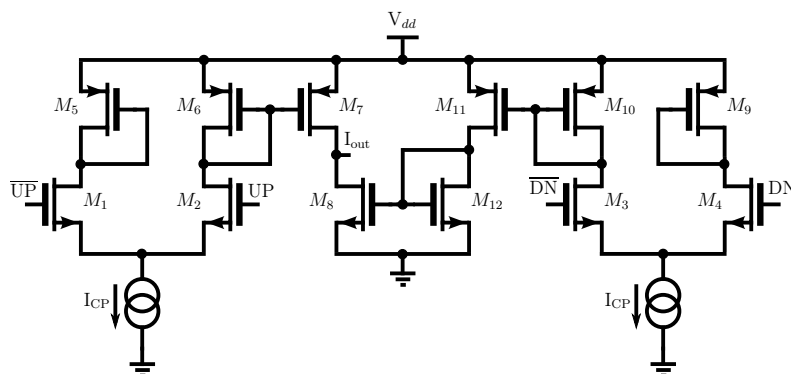 V_dd
M_5
M_6
M_7
M_11
M_10
M_9
I_out
UP
M_1
M_2
UP
M_8
M_12
DN
M_3
M_4
DN
I_CP
I_CP